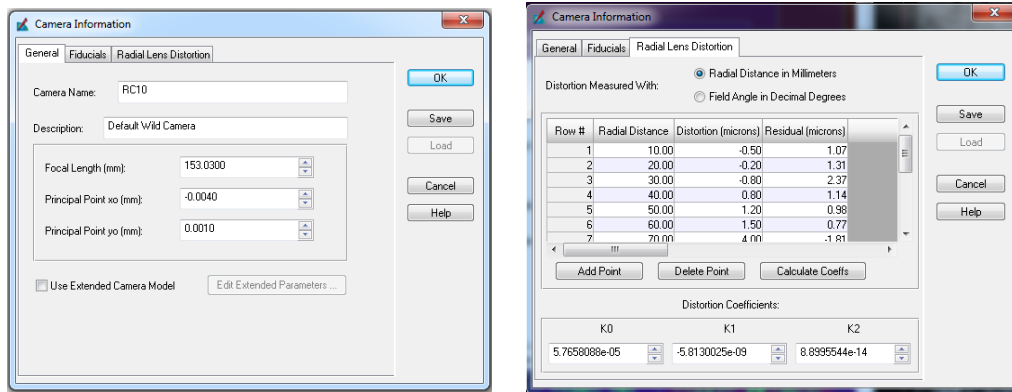 Camera Information
General Fiducials Radial Lens Distortion
Camera Name: RC10
Description: Default Wild Camera
Focal Length (mm): 153.0300
Principal Point xo (mm): -0.0040
Principal Point yo (mm): 0.0010
Use Extended Camera Model Edit Extended Parameters ...
OK
Save
Load
Cancel
Help
Camera Information
General Fiducials Radial Lens Distortion
Distortion Measured With:
Radial Distance in Millimeters
Field Angle in Decimal Degrees
Row # Radial Distance Distortion (microns) Residual (microns)
1 10.00 -0.50 1.07
2 20.00 -0.20 1.31
3 30.00 -0.80 2.37
4 40.00 0.80 1.14
5 50.00 1.20 0.98
6 60.00 1.50 0.77
7 70.00 4.00 -1.81
Add Point Delete Point Calculate Coeffs
Distortion Coefficients:
K0 K1 K2
5.7658088e-05 -5.8130025e-09 8.8995544e-14
OK
Save
Load
Cancel
Help